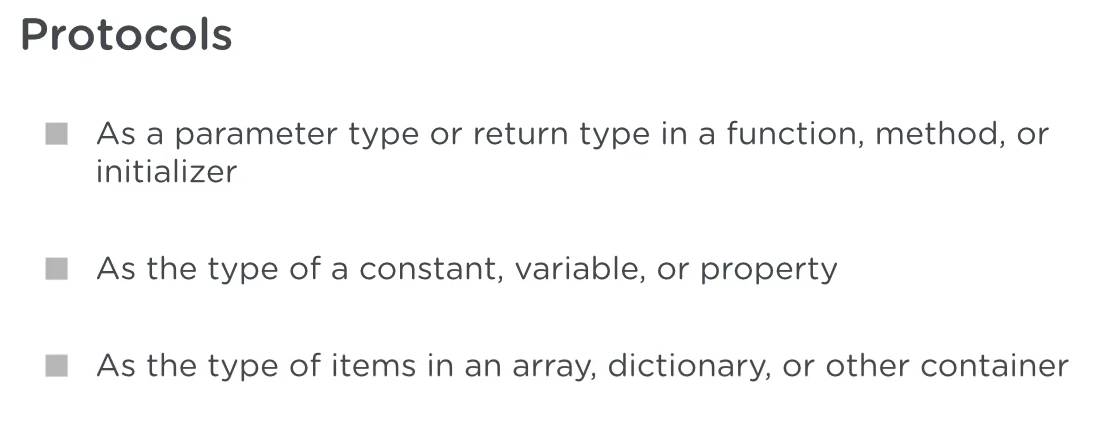 Protocols
As a parameter type or return type in a function, method, or
initializer
As the type of a constant, variable, or property
As the type of items in an array, dictionary, or other container